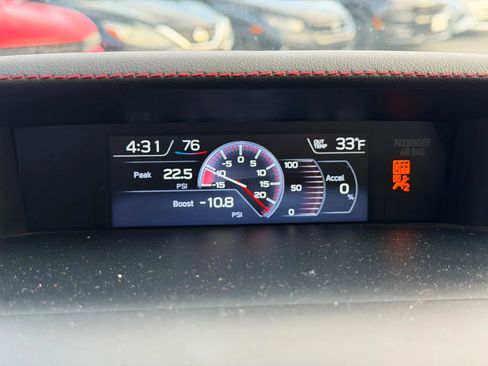 4:31 76 OUT TEMP 33°F
PASSENGER
AIR BAG
OFF
Peak 22.5
PSI
Boost -10.8
PSI
-15 -10 -5 0 5 10 15 20
100
50
0
Accel
0
%